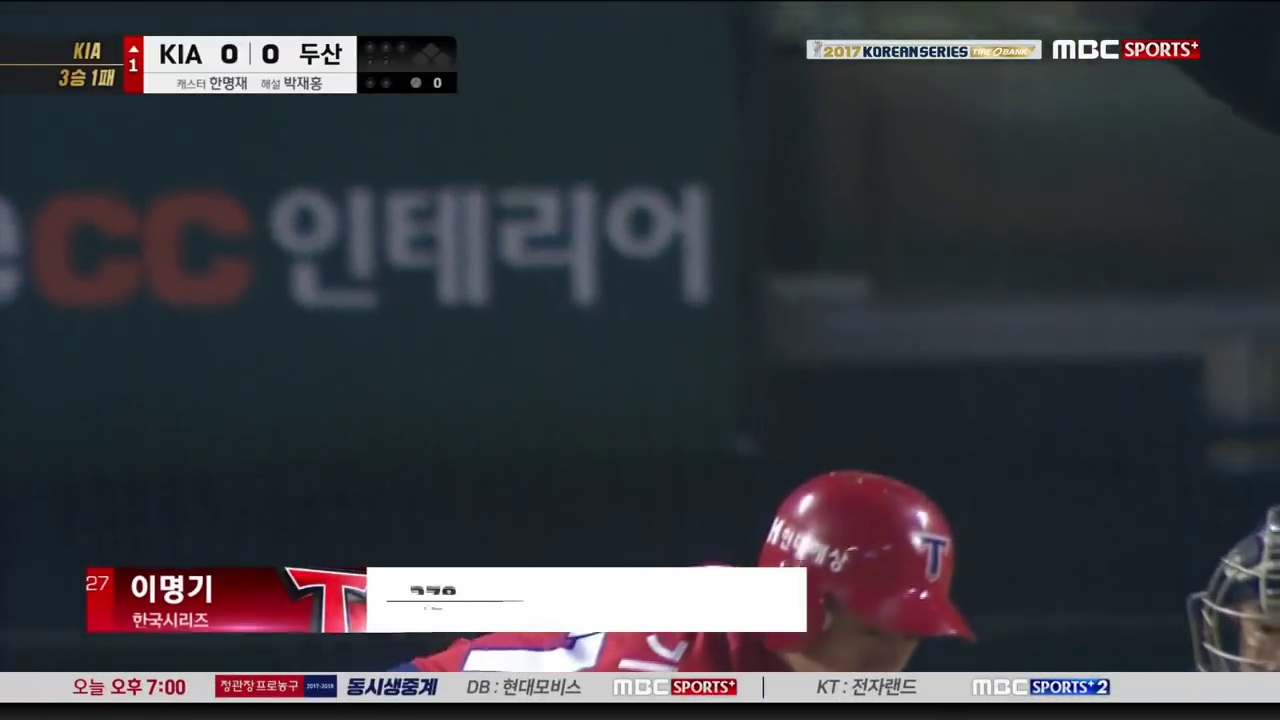 KIA
3승 1패
1
KIA 0 0 두산
캐스터 한명재 해설 박재홍
0
2017 KOREANSERIES TIRE BANK
MBC SPORTS+
CC 인테리어
T
27 이명기
한국시리즈
오늘 오후 7:00 정관장 프로농구 2017-2018 동시생중계 DB : 현대모비스 MBC SPORTS+ KT : 전자랜드 MBC SPORTS+ 2